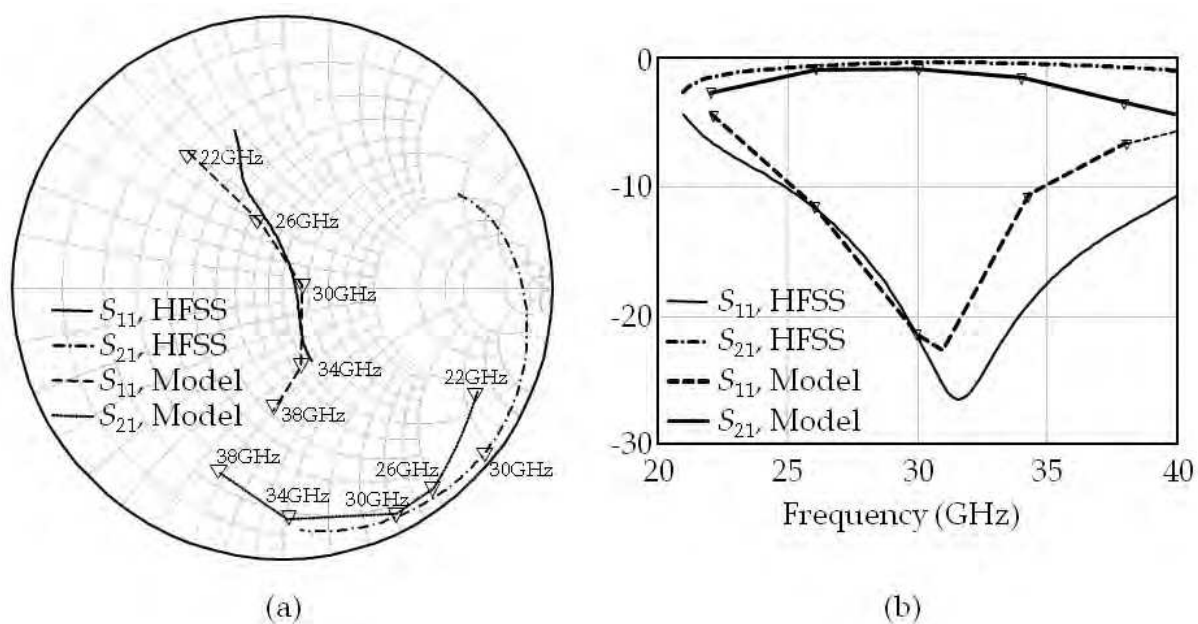 22GHz
26GHz
30GHz
34GHz
38GHz
S11, HFSS
S21, HFSS
S11, Model
S21, Model
22GHz
26GHz
30GHz
30GHz
34GHz
38GHz
(a)
0
-10
-20
-30
20 25 30 35 40
Frequency (GHz)
S11, HFSS
S21, HFSS
S11, Model
S21, Model
(b)